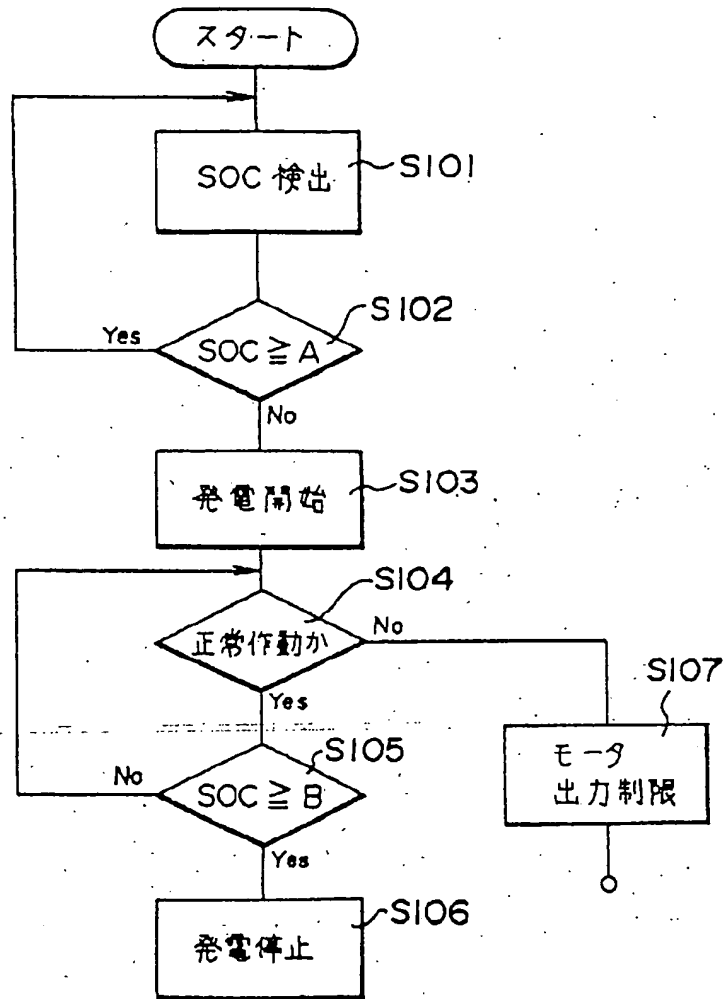 スタート
SOC 検出
S101
S102
Yes
SOC ≧ A
No
発電開始
S103
S104
正常作動か
No
Yes
S107
モータ
出力制限
S105
No
SOC ≧ B
Yes
S106
発電停止